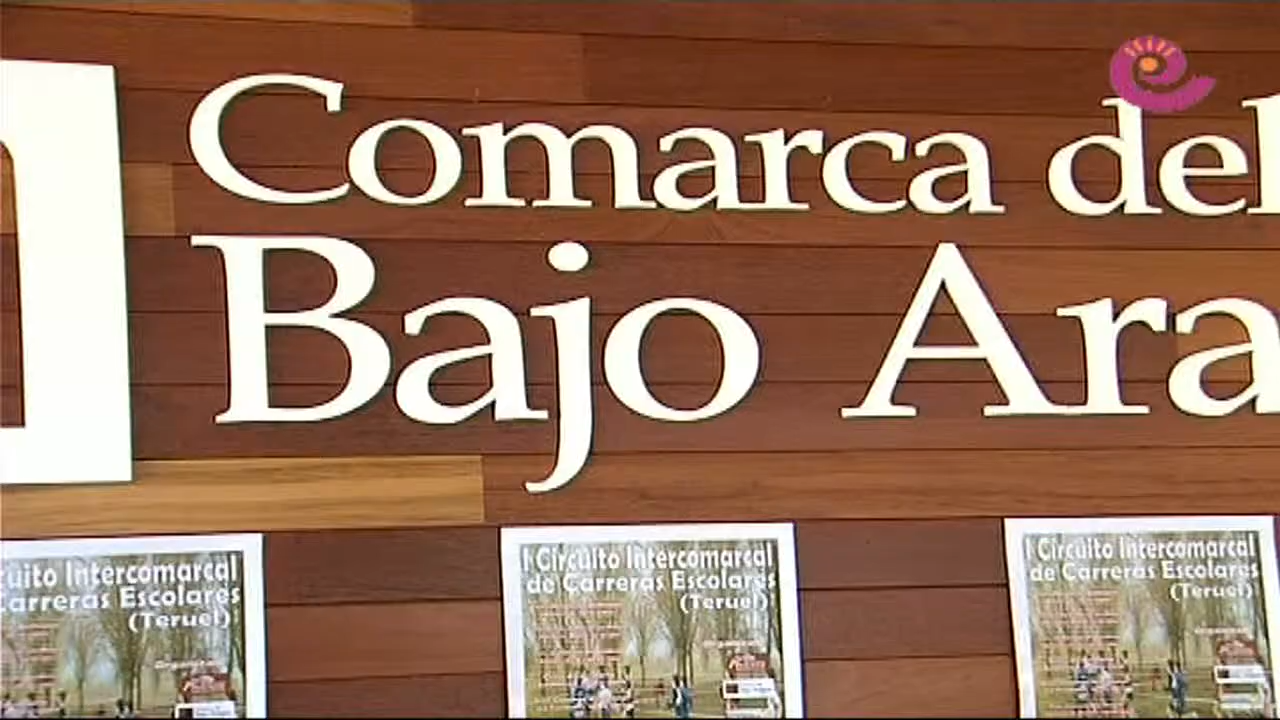 Comarca del
Bajo Ara
cuito Intercomarcal
Carreras Escolares
(Teruel)
I Circuito Intercomarcal
de Carreras Escolares
(Teruel)
I Circuito Intercomarcal
de Carreras Escolares
(Teruel)